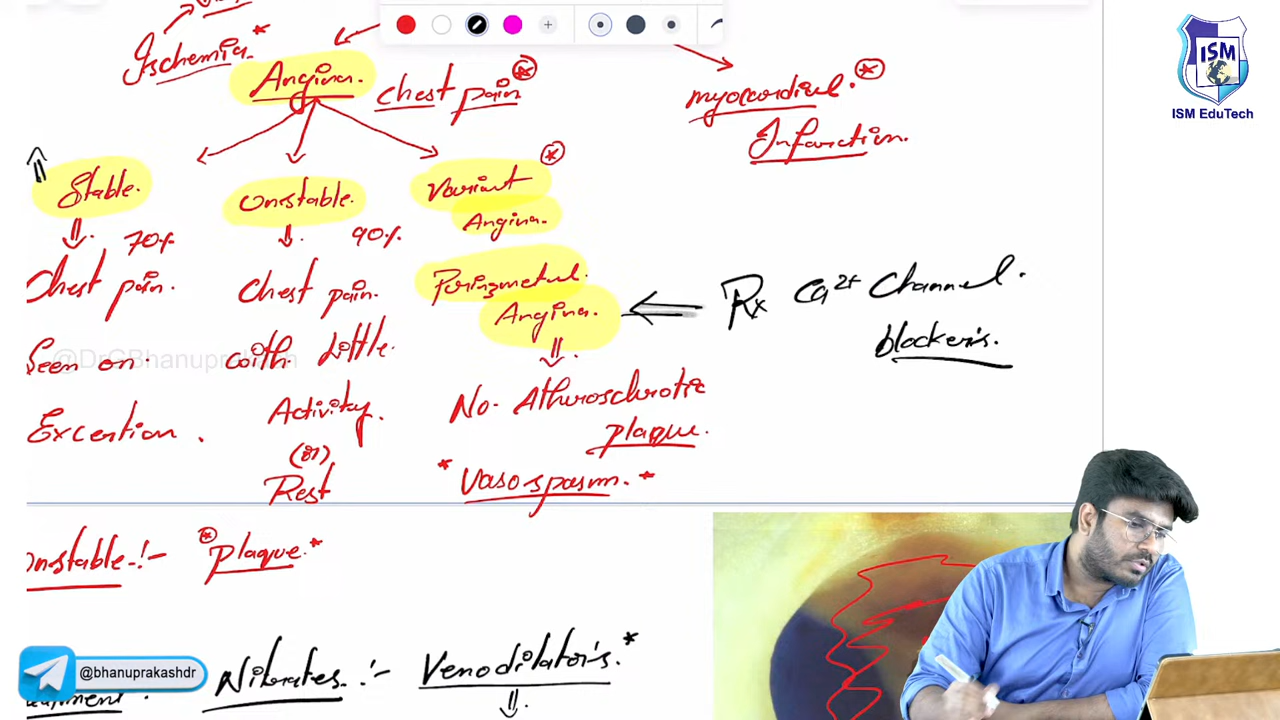 Ischemia.*
Angina.
chest pain *
myocardial *
Infarction.
Stable.
Unstable.
Variant *
Angina.
70%
90%
Chest pain.
Chest pain.
Prinzmetal.
Angina.
Rx Ca2+ Channel.
blockers.
Seen on.
with Little.
Excertion.
Activity.
(or)
Rest
No. Atherosclerotic
plaque.
* Vasospasm. *
unstable :-
* plaque.*
Nitrates :-
Venodilators.*
@DrGBhanuprakash
@bhanuprakashdr
ISM
ISM EduTech